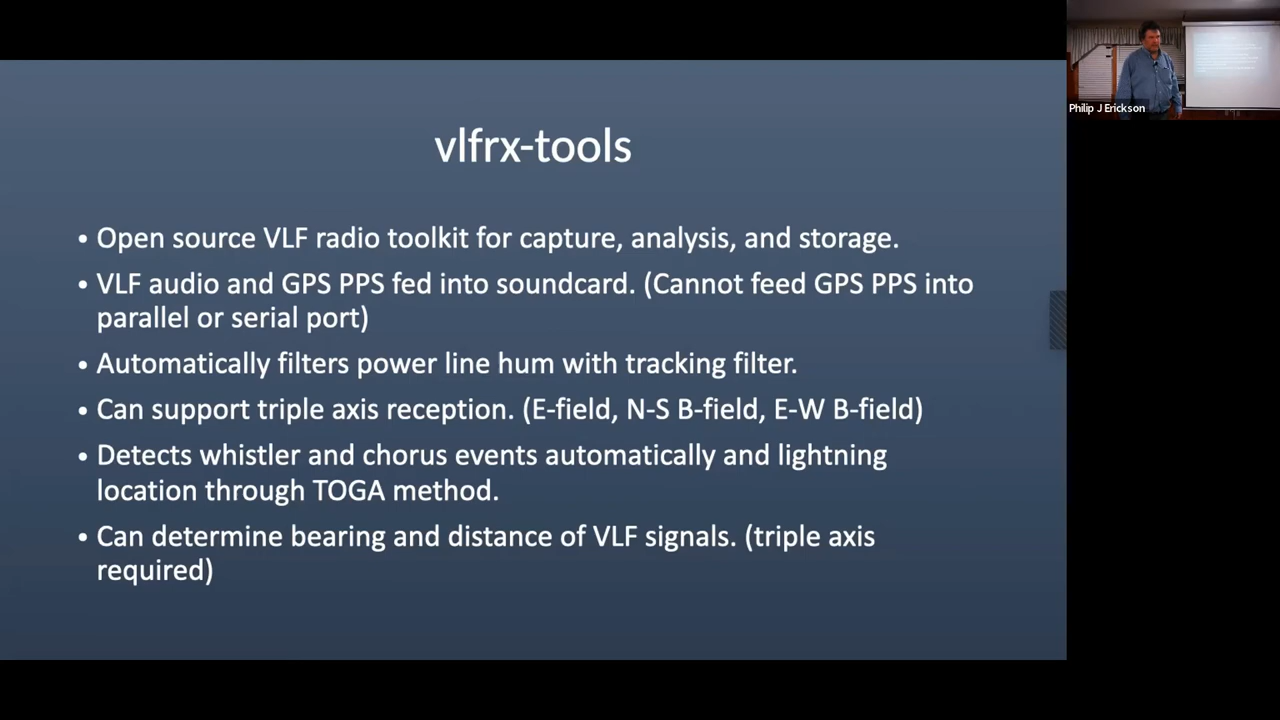 vlfrx-tools
• Open source VLF radio toolkit for capture, analysis, and storage.
• VLF audio and GPS PPS fed into soundcard. (Cannot feed GPS PPS into
parallel or serial port)
• Automatically filters power line hum with tracking filter.
• Can support triple axis reception. (E-field, N-S B-field, E-W B-field)
• Detects whistler and chorus events automatically and lightning
location through TOGA method.
• Can determine bearing and distance of VLF signals. (triple axis
required)
Philip J Erickson